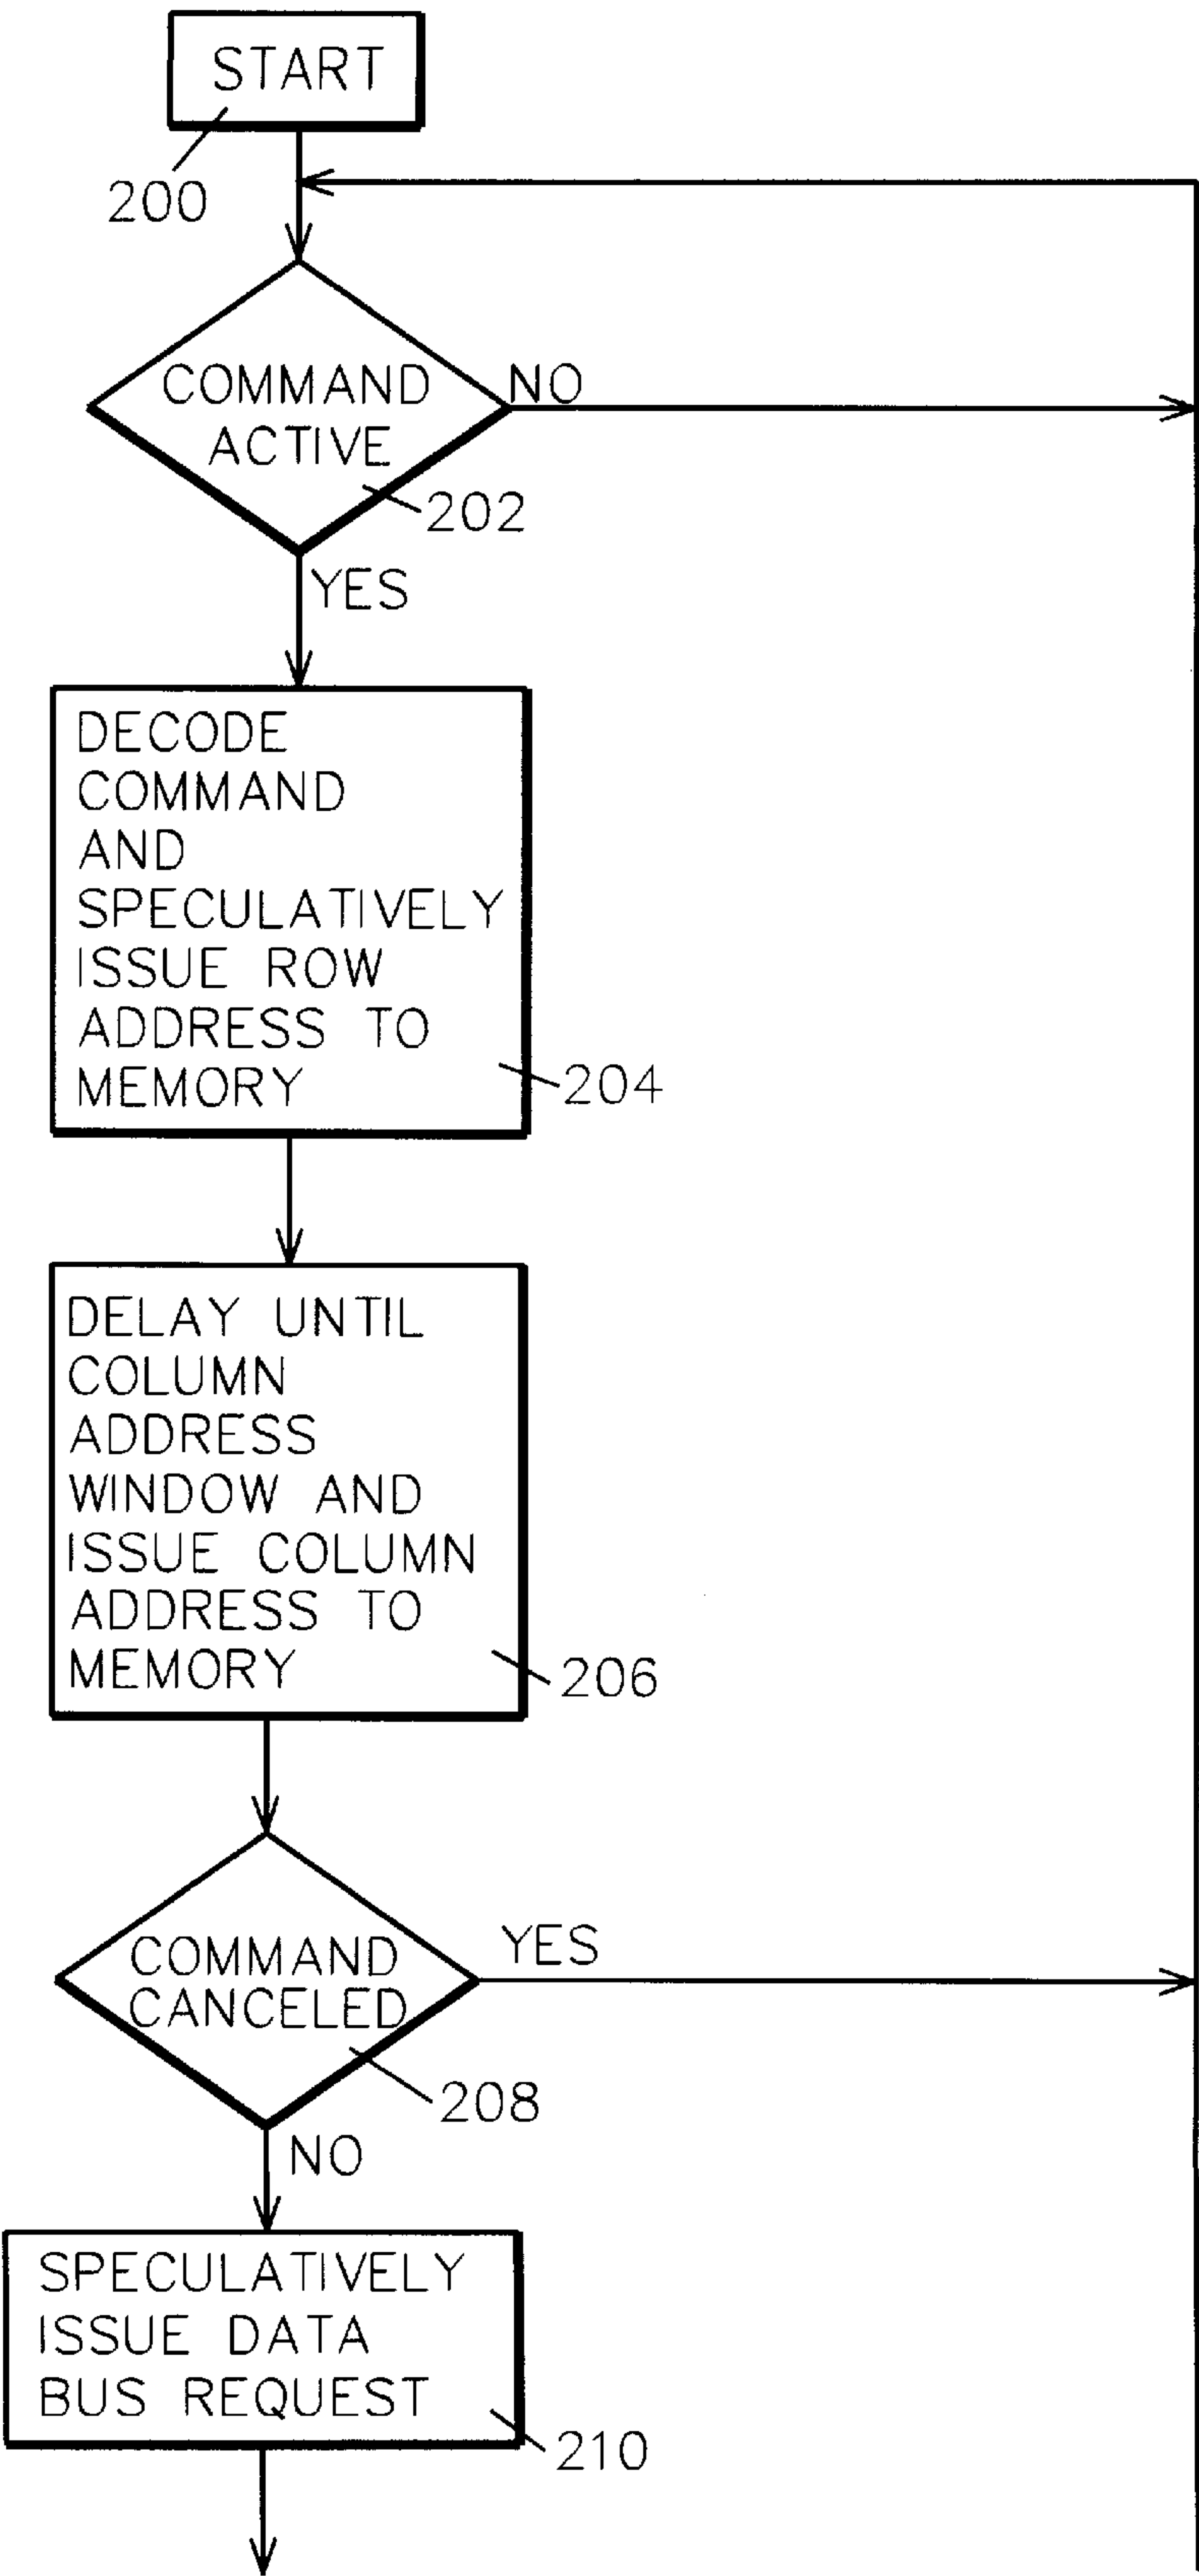 START
200
COMMAND
ACTIVE
NO
202
YES
DECODE
COMMAND
AND
SPECULATIVELY
ISSUE ROW
ADDRESS TO
MEMORY
204
DELAY UNTIL
COLUMN
ADDRESS
WINDOW AND
ISSUE COLUMN
ADDRESS TO
MEMORY
206
COMMAND
CANCELED
YES
208
NO
SPECULATIVELY
ISSUE DATA
BUS REQUEST
210